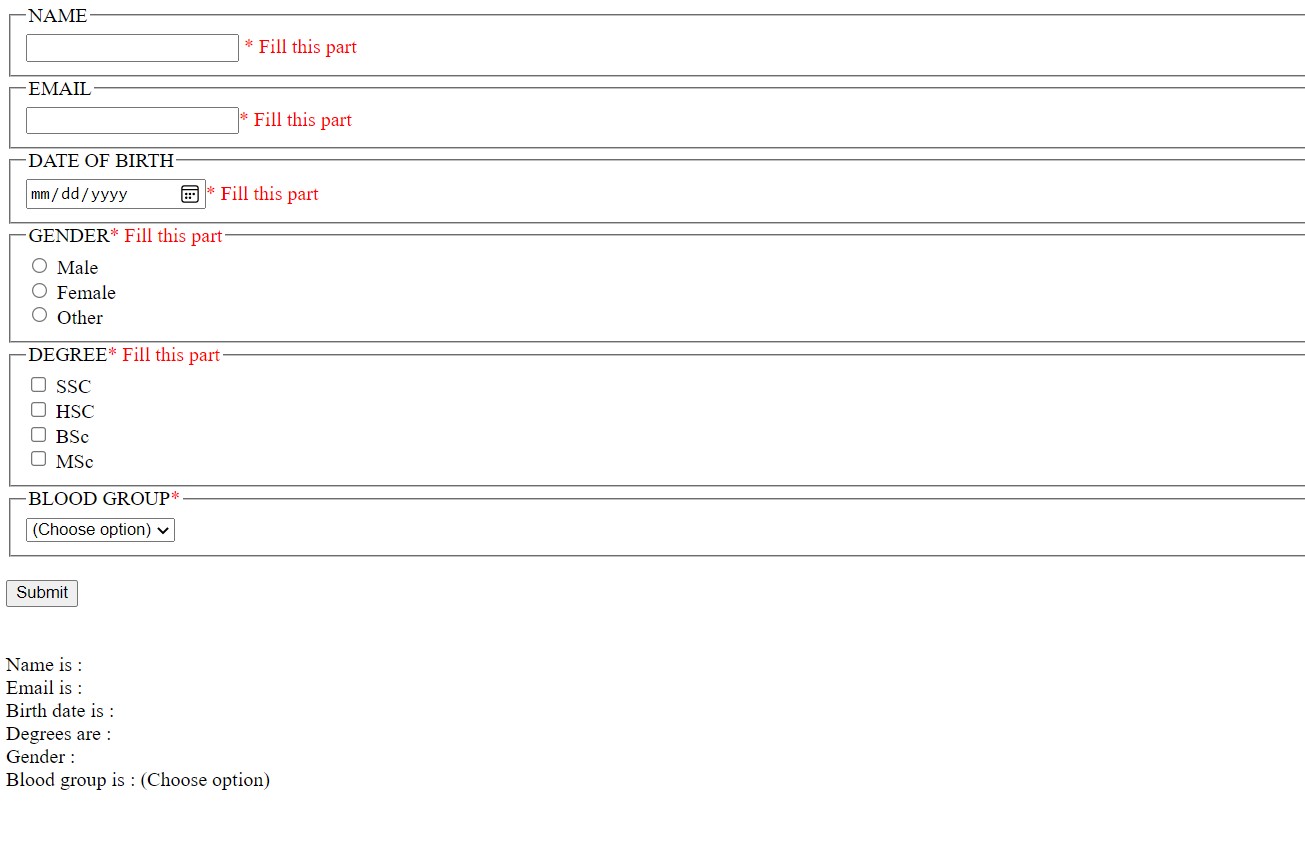 NAME
* Fill this part
EMAIL
* Fill this part
DATE OF BIRTH
mm/dd/yyyy * Fill this part
GENDER* Fill this part
Male
Female
Other
DEGREE* Fill this part
SSC
HSC
BSc
MSc
BLOOD GROUP*
(Choose option)
Submit
Name is :
Email is :
Birth date is :
Degrees are :
Gender :
Blood group is : (Choose option)